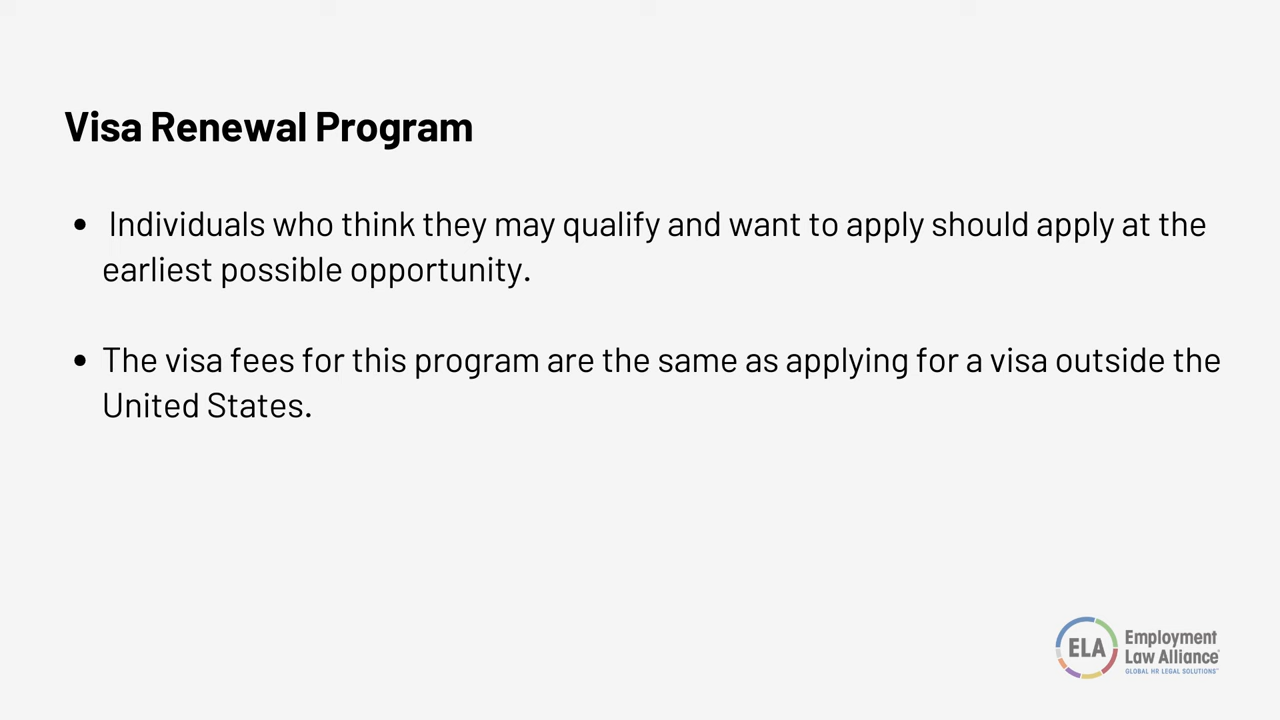 Visa Renewal Program
• Individuals who think they may qualify and want to apply should apply at the
earliest possible opportunity.
• The visa fees for this program are the same as applying for a visa outside the
United States.
ELA
Employment
Law Alliance
GLOBAL HR LEGAL SOLUTIONS